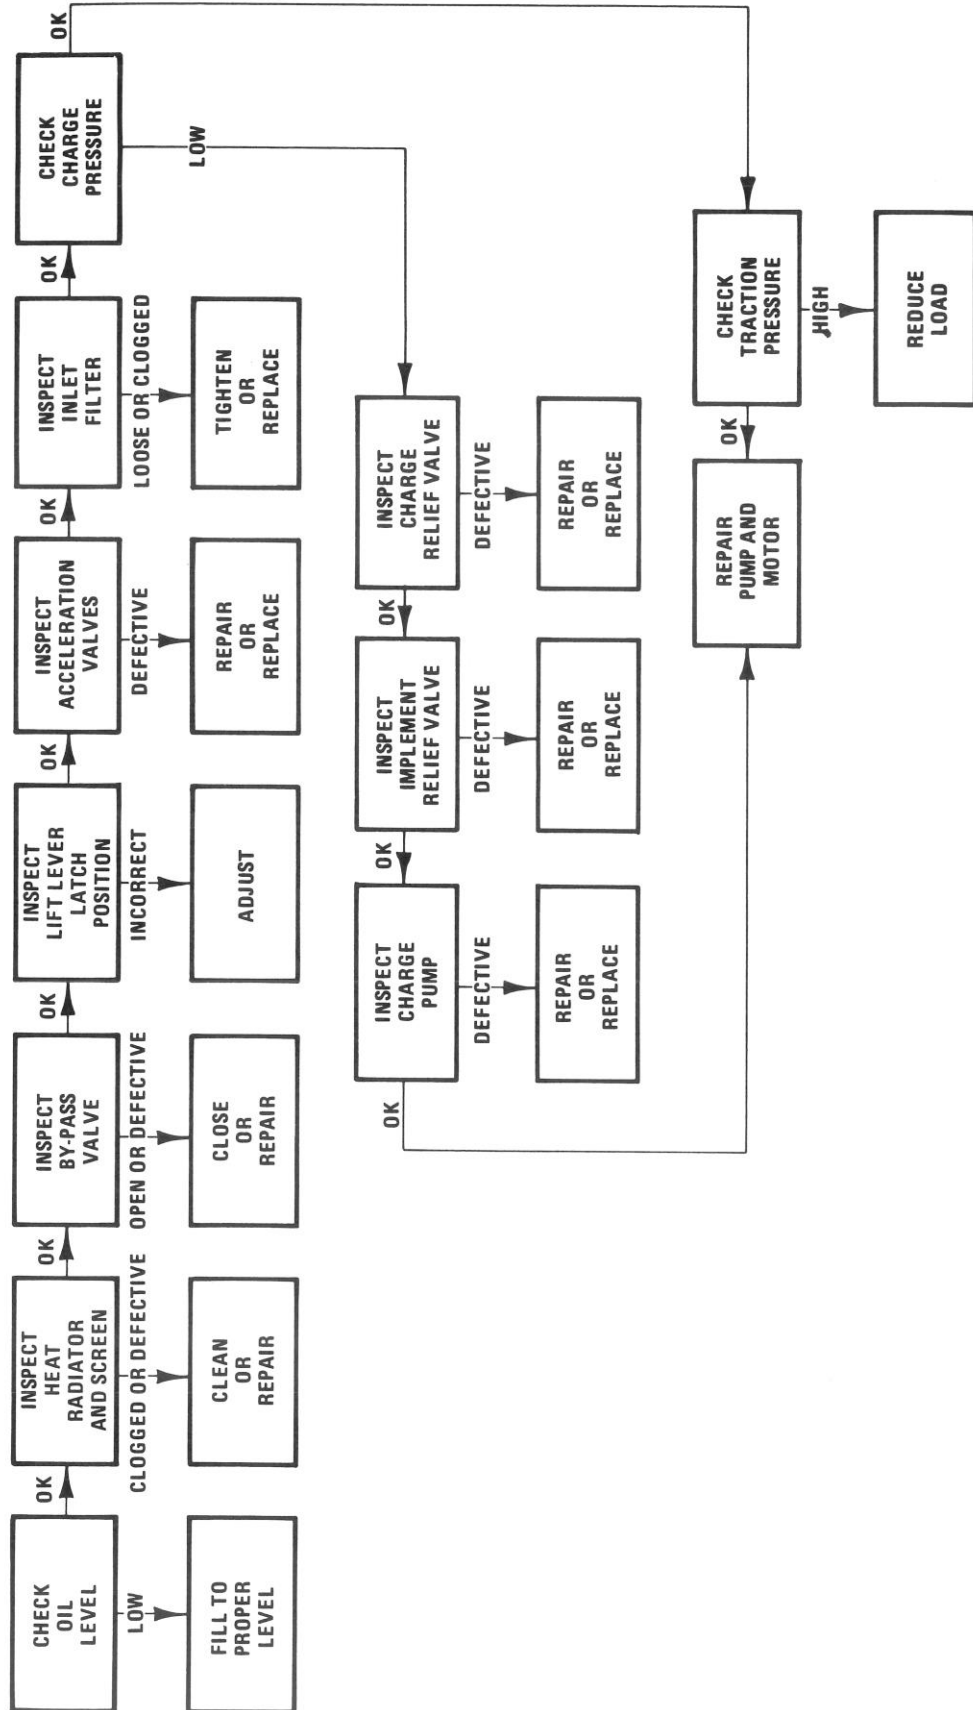 CHECK
OIL
LEVEL
OK
LOW
FILL TO
PROPER
LEVEL
INSPECT
HEAT
RADIATOR
AND SCREEN
OK
CLOGGED OR DEFECTIVE
CLEAN
OR
REPAIR
INSPECT
BY-PASS
VALVE
OK
OPEN OR DEFECTIVE
CLOSE
OR
REPAIR
INSPECT
LIFT LEVER
LATCH
POSITION
OK
INCORRECT
ADJUST
INSPECT
ACCELERATION
VALVES
OK
DEFECTIVE
REPAIR
OR
REPLACE
INSPECT
INLET
FILTER
OK
LOOSE OR CLOGGED
TIGHTEN
OR
REPLACE
CHECK
CHARGE
PRESSURE
OK
LOW
INSPECT
CHARGE
RELIEF VALVE
OK
DEFECTIVE
REPAIR
OR
REPLACE
INSPECT
IMPLEMENT
RELIEF VALVE
OK
DEFECTIVE
REPAIR
OR
REPLACE
INSPECT
CHARGE
PUMP
OK
DEFECTIVE
REPAIR
OR
REPLACE
CHECK
TRACTION
PRESSURE
OK
HIGH
REDUCE
LOAD
REPAIR
PUMP AND
MOTOR